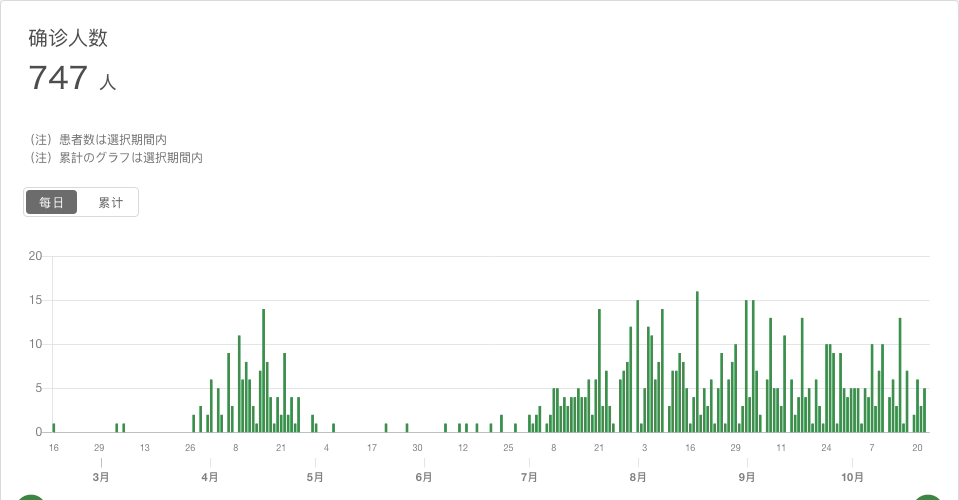 确诊人数
747 人
（注）患者数は選択期間内
（注）累計のグラフは選択期間内
每日 累计
20
15
10
5
0
16 29 13 26 8 21 4 17 30 12 25 8 21 3 16 29 11 24 7 20
3月 4月 5月 6月 7月 8月 9月 10月